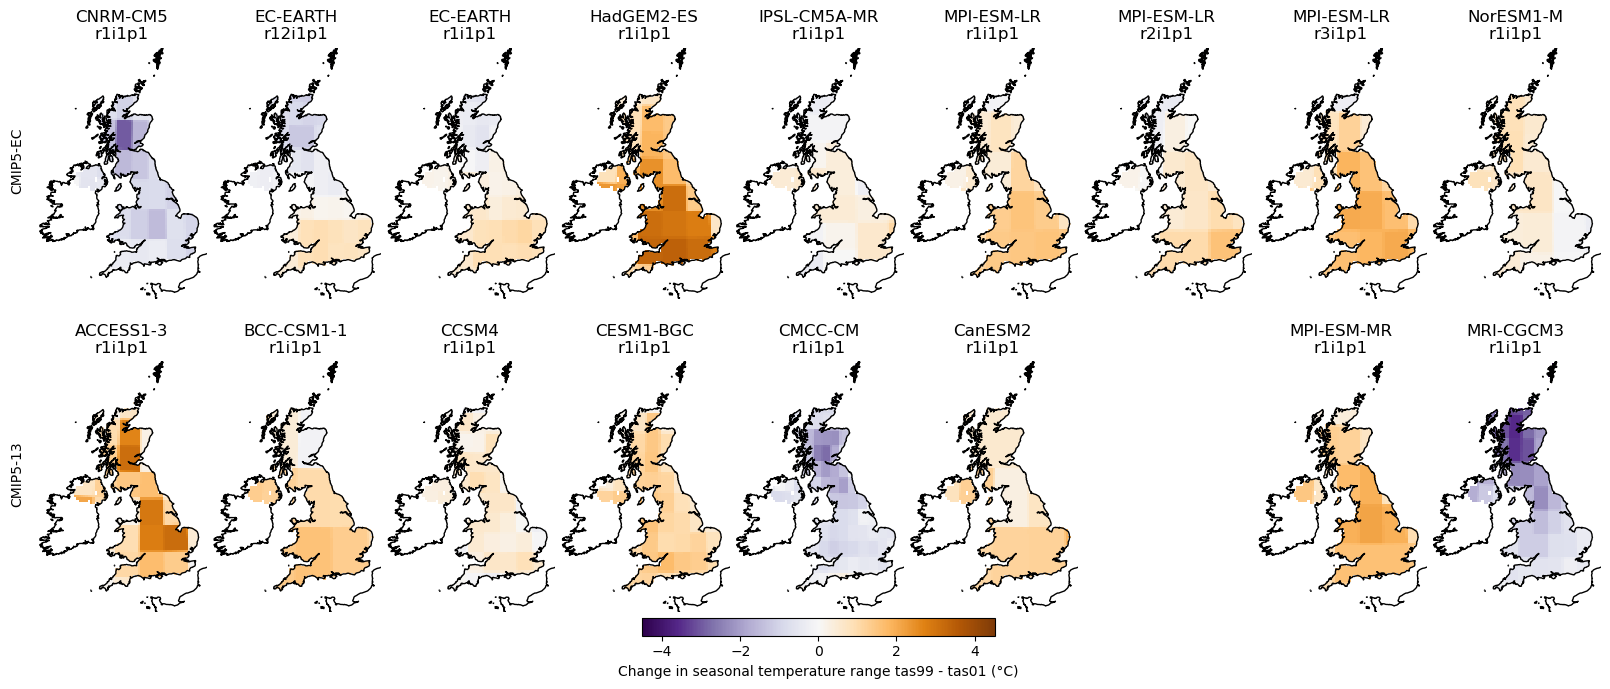 CNRM-CM5
r1i1p1
EC-EARTH
r12i1p1
EC-EARTH
r1i1p1
HadGEM2-ES
r1i1p1
IPSL-CM5A-MR
r1i1p1
MPI-ESM-LR
r1i1p1
MPI-ESM-LR
r2i1p1
MPI-ESM-LR
r3i1p1
NorESM1-M
r1i1p1
CMIP5-EC
ACCESS1-3
r1i1p1
BCC-CSM1-1
r1i1p1
CCSM4
r1i1p1
CESM1-BGC
r1i1p1
CMCC-CM
r1i1p1
CanESM2
r1i1p1
MPI-ESM-MR
r1i1p1
MRI-CGCM3
r1i1p1
CMIP5-13
−4 −2 0 2 4
Change in seasonal temperature range tas99 - tas01 (°C)